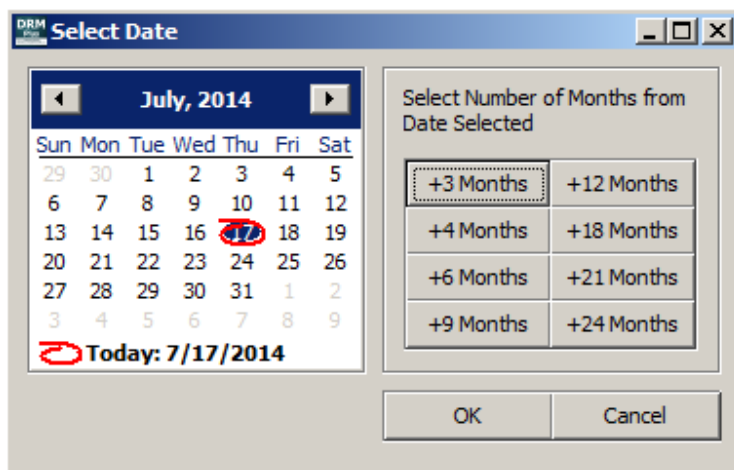 DRM Plus Select Date
July, 2014
Sun Mon Tue Wed Thu Fri Sat
29 30 1 2 3 4 5
6 7 8 9 10 11 12
13 14 15 16 17 18 19
20 21 22 23 24 25 26
27 28 29 30 31 1 2
3 4 5 6 7 8 9
Today: 7/17/2014
Select Number of Months from
Date Selected
+3 Months +12 Months
+4 Months +18 Months
+6 Months +21 Months
+9 Months +24 Months
OK Cancel